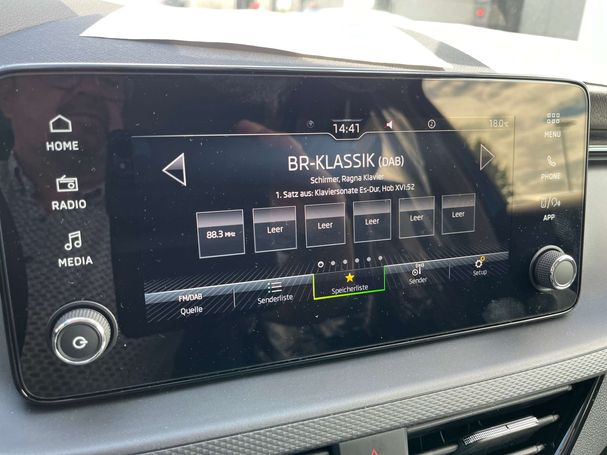 14:41
18.0°C
HOME
RADIO
MEDIA
BR-KLASSIK (DAB)
Schirmer, Ragna Klavier
1. Satz aus: Klaviersonate Es-Dur, Hob XVI:52
88.3 MHz
Leer
Leer
Leer
Leer
Leer
FM/DAB
Quelle
Senderliste
Speicherliste
Sender
Setup
MENU
PHONE
APP